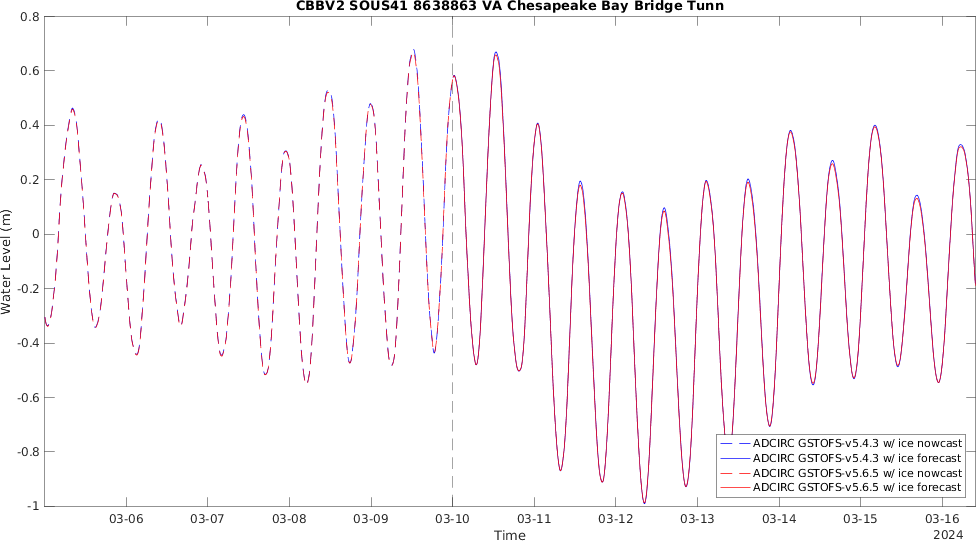 CBBV2 SOUS41 8638863 VA Chesapeake Bay Bridge Tunn
0.8
0.6
0.4
0.2
0
-0.2
-0.4
-0.6
-0.8
-1
Water Level (m)
ADCIRC GSTOFS-v5.4.3 w/ ice nowcast
ADCIRC GSTOFS-v5.4.3 w/ ice forecast
ADCIRC GSTOFS-v5.6.5 w/ ice nowcast
ADCIRC GSTOFS-v5.6.5 w/ ice forecast
03-06 03-07 03-08 03-09 03-10 03-11 03-12 03-13 03-14 03-15 03-16
2024
Time